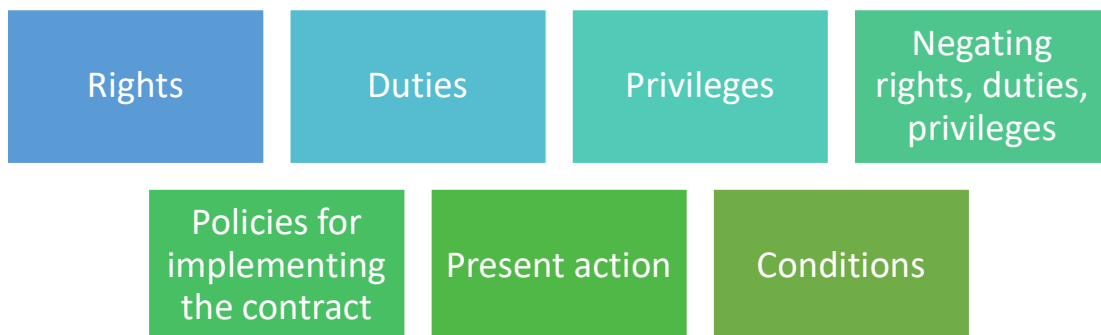 Rights
Duties
Privileges
Negating
rights, duties,
privileges
Policies for
implementing
the contract
Present action
Conditions